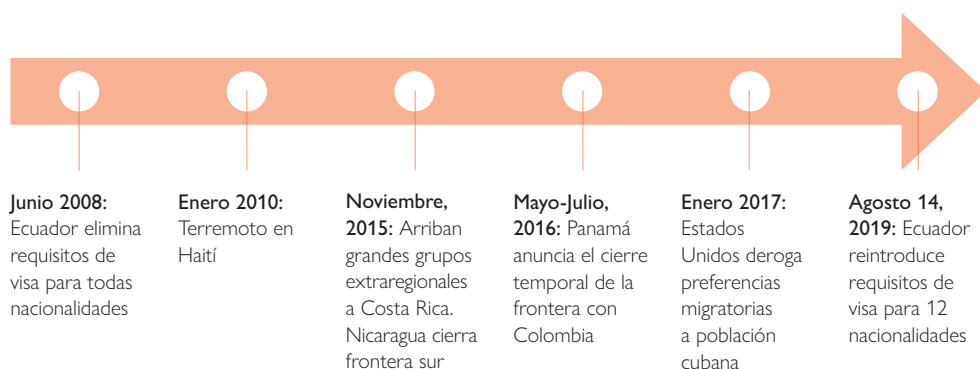 Junio 2008:
Ecuador elimina
requisitos de
visa para todas
nacionalidades
Enero 2010:
Terremoto en
Haití
Noviembre,
2015: Arriban
grandes grupos
extraregionales
a Costa Rica.
Nicaragua cierra
frontera sur
Mayo-Julio,
2016: Panamá
anuncia el cierre
temporal de la
frontera con
Colombia
Enero 2017:
Estados
Unidos deroga
preferencias
migratorias
a población
cubana
Agosto 14,
2019: Ecuador
reintroduce
requisitos de
visa para 12
nacionalidades